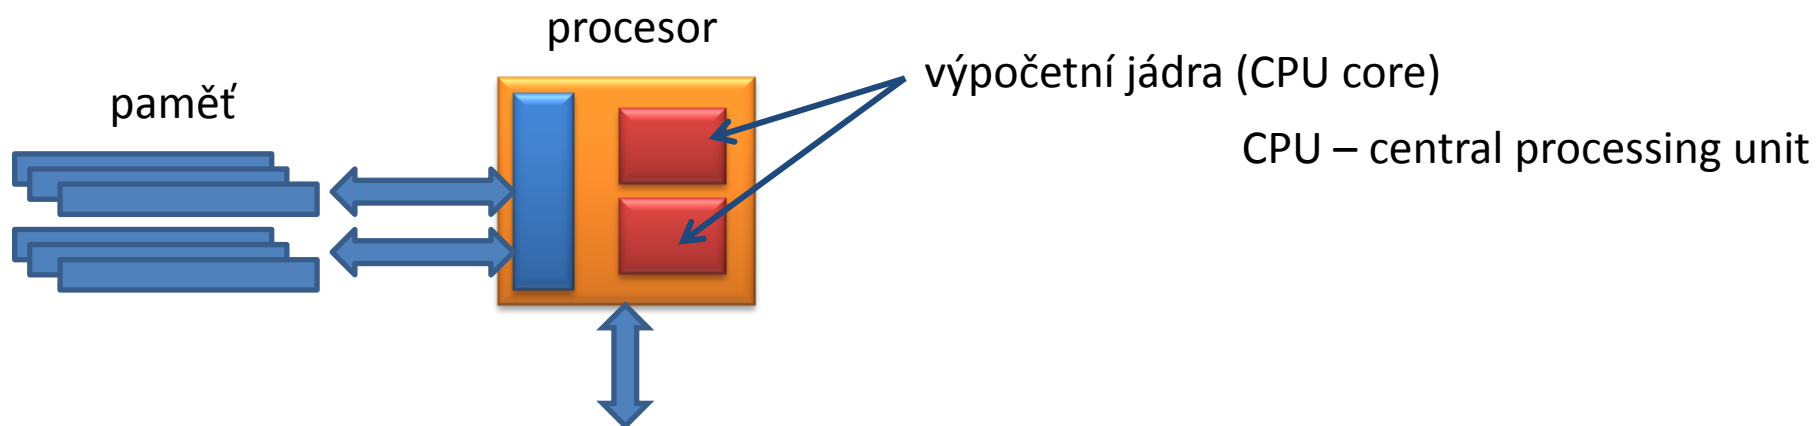 procesor
paměť
výpočetní jádra (CPU core)
CPU – central processing unit